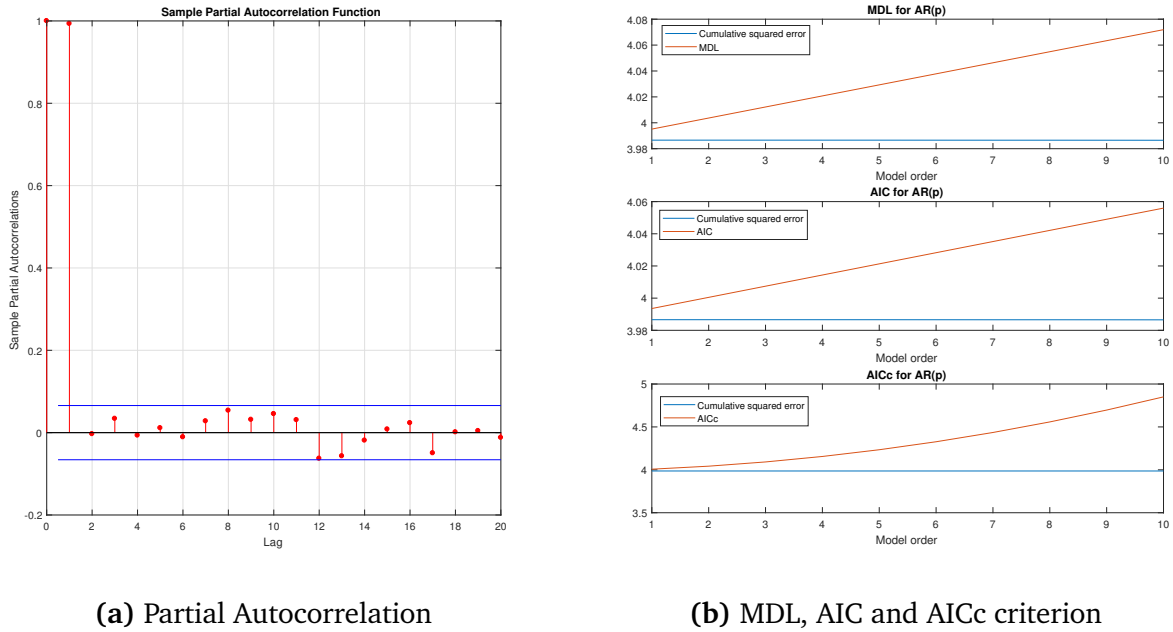 Sample Partial Autocorrelation Function
Sample Partial Autocorrelations
1
0.8
0.6
0.4
0.2
0
-0.2
0 2 4 6 8 10 12 14 16 18 20
Lag
(a) Partial Autocorrelation
MDL for AR(p)
Cumulative squared error
MDL
4.08
4.06
4.04
4.02
4
3.98
1 2 3 4 5 6 7 8 9 10
Model order
AIC for AR(p)
Cumulative squared error
AIC
4.06
4.04
4.02
4
3.98
1 2 3 4 5 6 7 8 9 10
Model order
AICc for AR(p)
Cumulative squared error
AICc
5
4.5
4
3.5
1 2 3 4 5 6 7 8 9 10
Model order
(b) MDL, AIC and AICc criterion